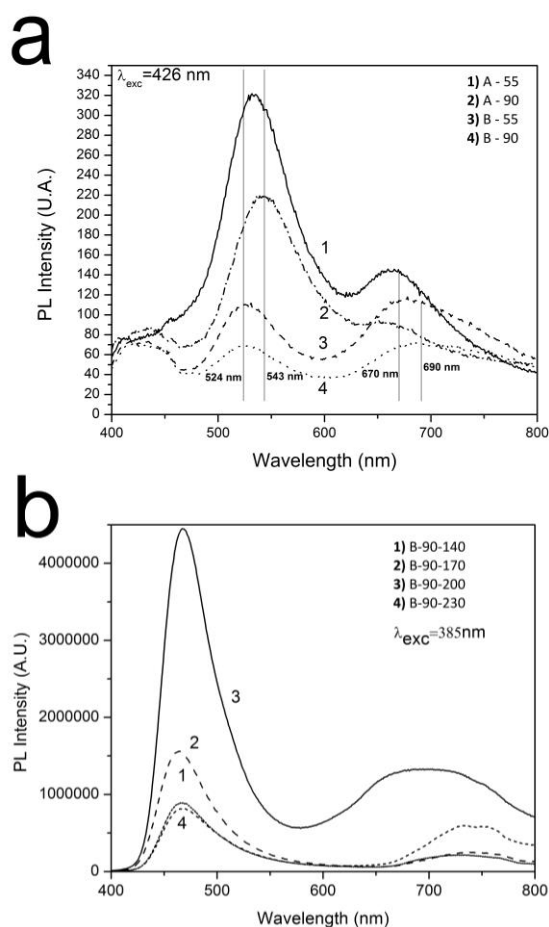 a
λexc=426 nm
1) A - 55
2) A - 90
3) B - 55
4) B - 90
PL Intensity (U.A.)
340
320
300
280
260
240
220
200
180
160
140
120
100
80
60
40
20
0
1
2
3
4
524 nm 543 nm 670 nm 690 nm
400 500 600 700 800
Wavelength (nm)
b
1) B-90-140
2) B-90-170
3) B-90-200
4) B-90-230
λexc=385nm
PL Intensity (A.U.)
4000000
3000000
2000000
1000000
0
3
2
1
4
400 500 600 700 800
Wavelength (nm)